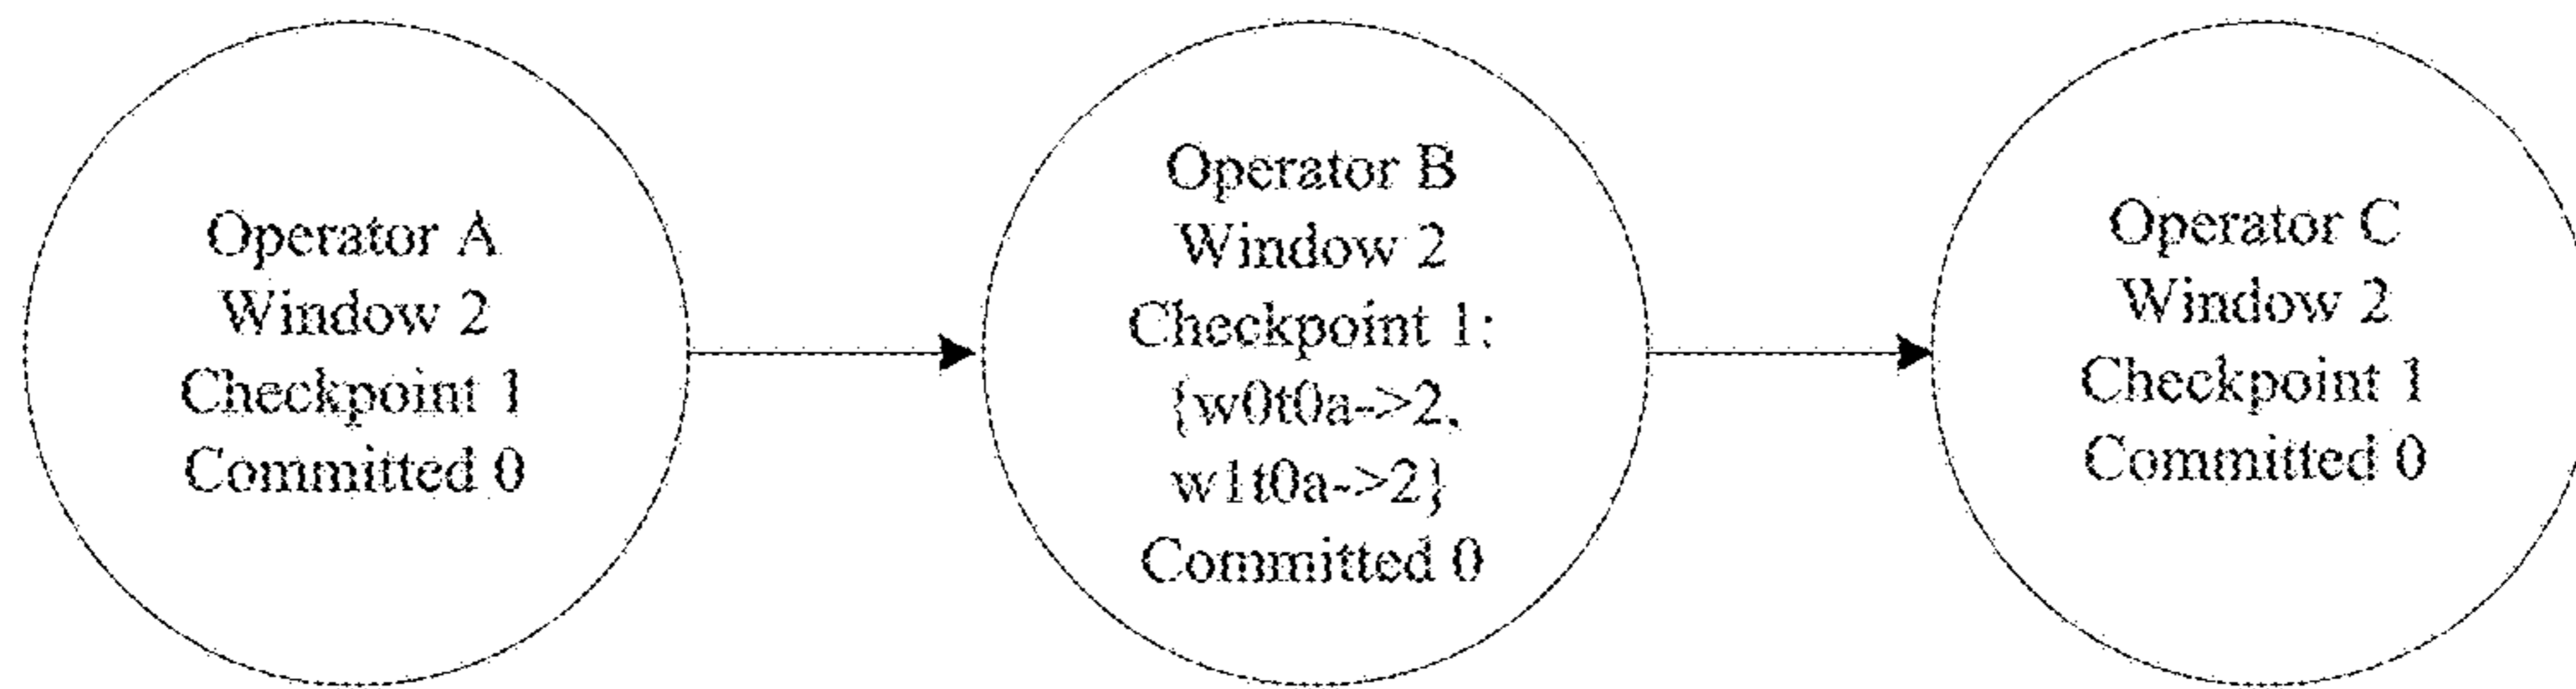 Operator A
Window 2
Checkpoint 1
Committed 0
Operator B
Window 2
Checkpoint 1:
{w0t0a->2,
w1t0a->2}
Committed 0
Operator C
Window 2
Checkpoint 1
Committed 0